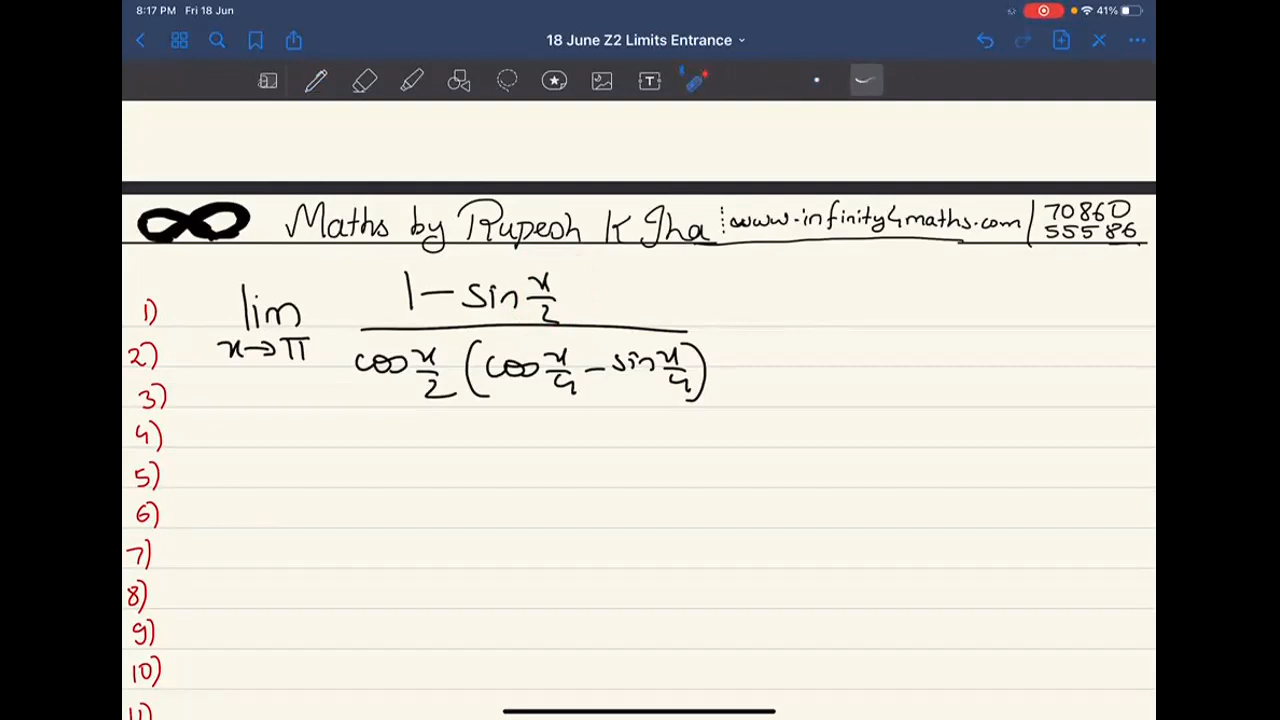 8:17 PM Fri 18 Jun
41%
18 June Z2 Limits Entrance
T
∞ Maths by Rupesh K Jha www.infinity4maths.com 70860 55586
1) lim x→π (1 - sin x/2) / (cos x/2 (cos x/4 - sin x/4))
2)
3)
4)
5)
6)
7)
8)
9)
10)
11)